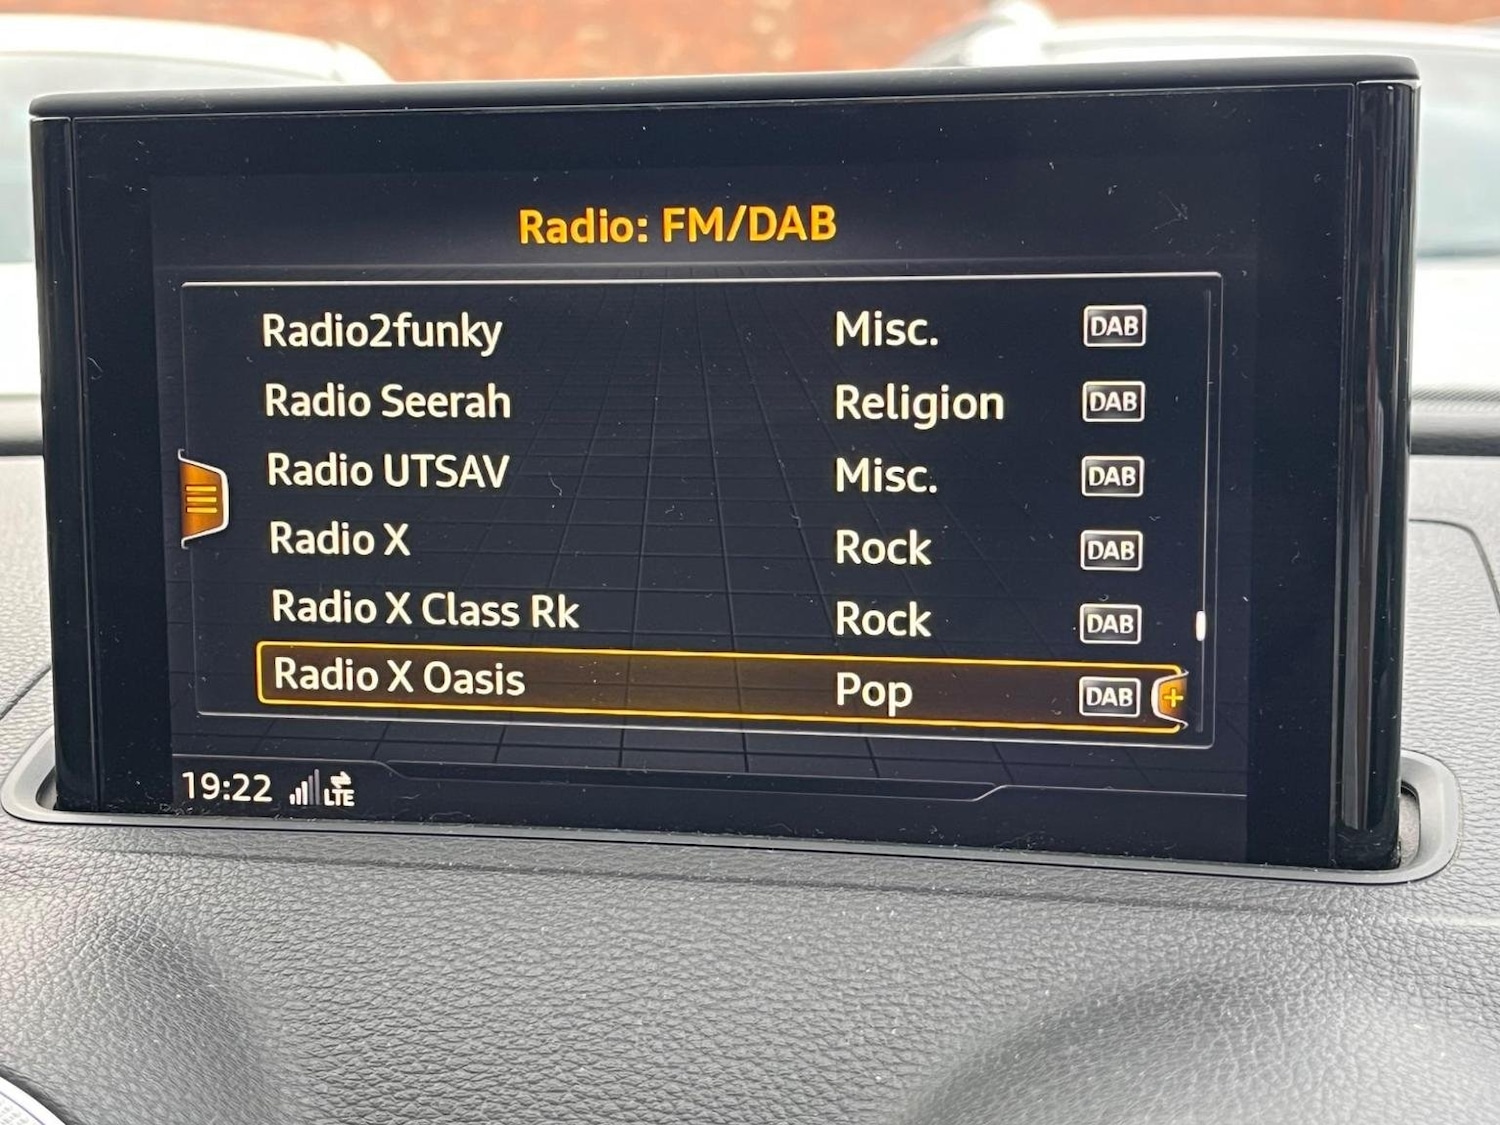 Radio: FM/DAB
Radio2funky Misc. DAB
Radio Seerah Religion DAB
Radio UTSAV Misc. DAB
Radio X Rock DAB
Radio X Class Rk Rock DAB
Radio X Oasis Pop DAB +
19:22 LTE